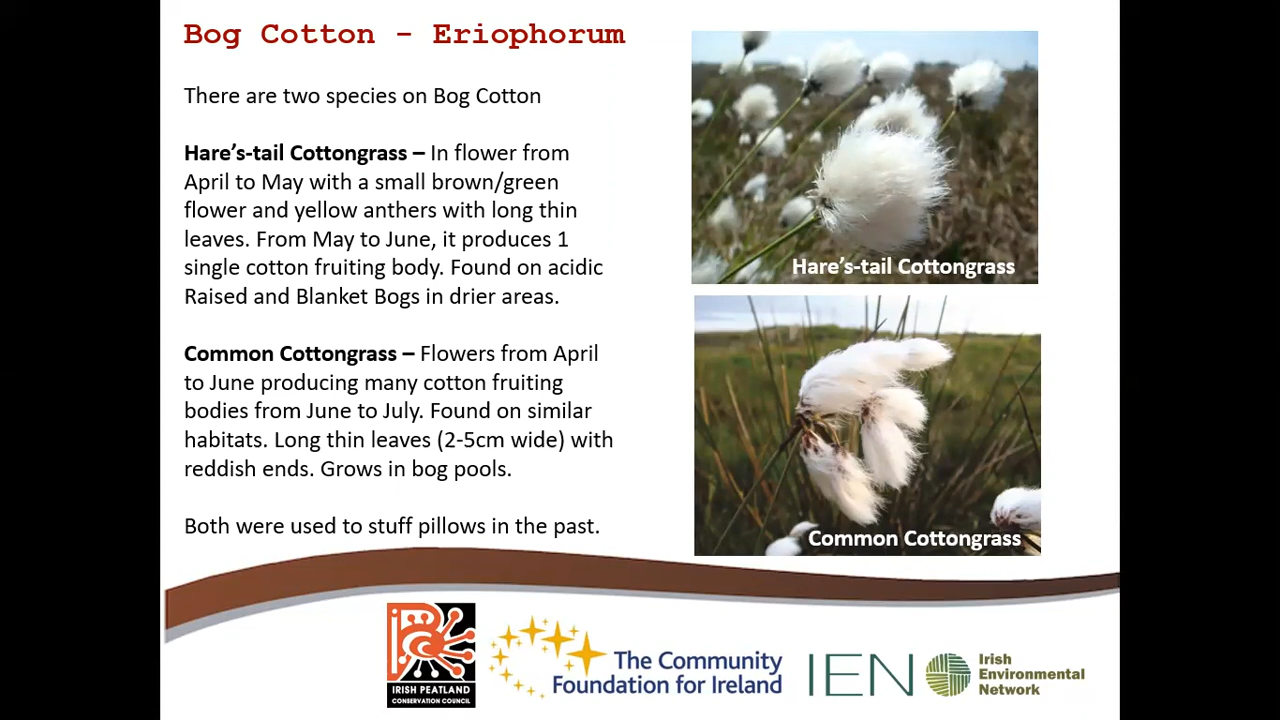 Bog Cotton - Eriophorum
There are two species on Bog Cotton
Hare’s-tail Cottongrass – In flower from
April to May with a small brown/green
flower and yellow anthers with long thin
leaves. From May to June, it produces 1
single cotton fruiting body. Found on acidic
Raised and Blanket Bogs in drier areas.
Common Cottongrass – Flowers from April
to June producing many cotton fruiting
bodies from June to July. Found on similar
habitats. Long thin leaves (2-5cm wide) with
reddish ends. Grows in bog pools.
Both were used to stuff pillows in the past.
Hare’s-tail Cottongrass
Common Cottongrass
IRISH PEATLAND
CONSERVATION COUNCIL
The Community
Foundation for Ireland
IEN
Irish
Environmental
Network